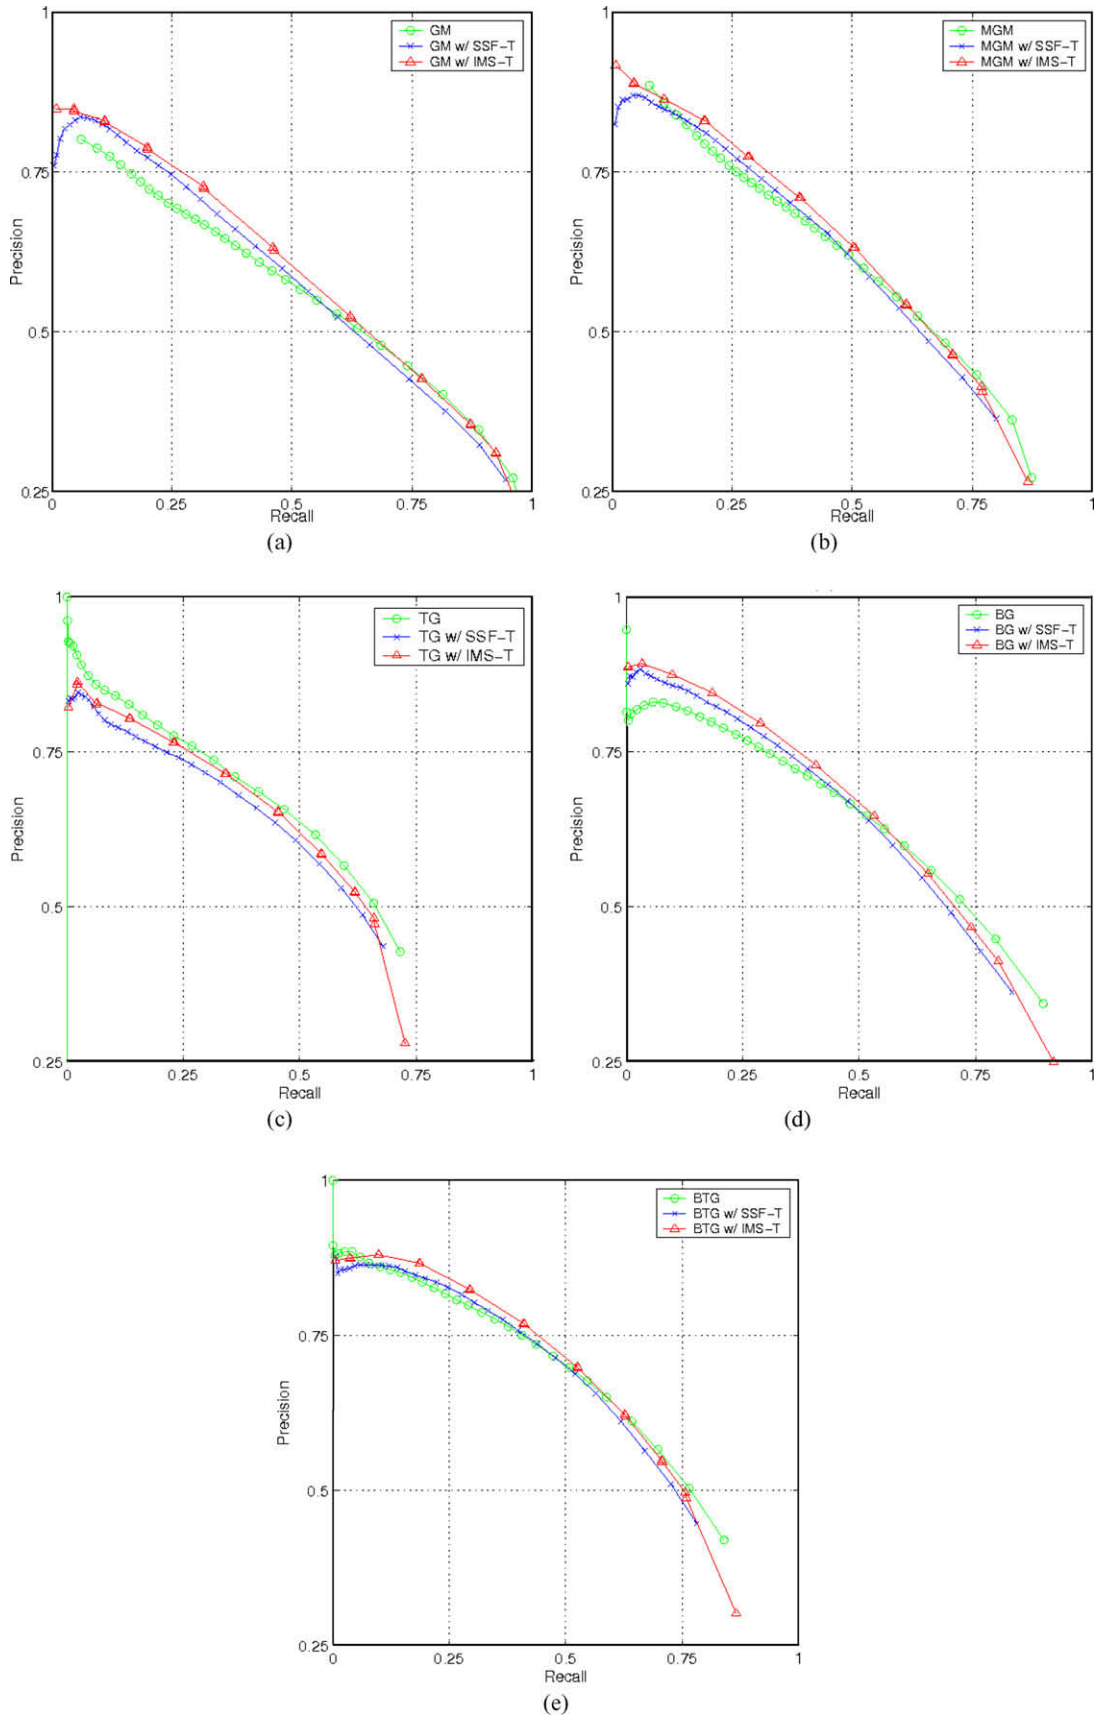 1
GM
GM w/ SSF-T
GM w/ IMS-T
0.75
Precision
0.5
0.25
0
0.25
0.5
0.75
1
Recall
(a)
1
MGM
MGM w/ SSF-T
MGM w/ IMS-T
0.75
Precision
0.5
0.25
0
0.25
0.5
0.75
1
Recall
(b)
1
TG
TG w/ SSF-T
TG w/ IMS-T
0.75
Precision
0.5
0.25
0
0.25
0.5
0.75
1
Recall
(c)
1
BG
BG w/ SSF-T
BG w/ IMS-T
0.75
Precision
0.5
0.25
0
0.25
0.5
0.75
1
Recall
(d)
1
BTG
BTG w/ SSF-T
BTG w/ IMS-T
0.75
Precision
0.5
0.25
0
0.25
0.5
0.75
1
Recall
(e)